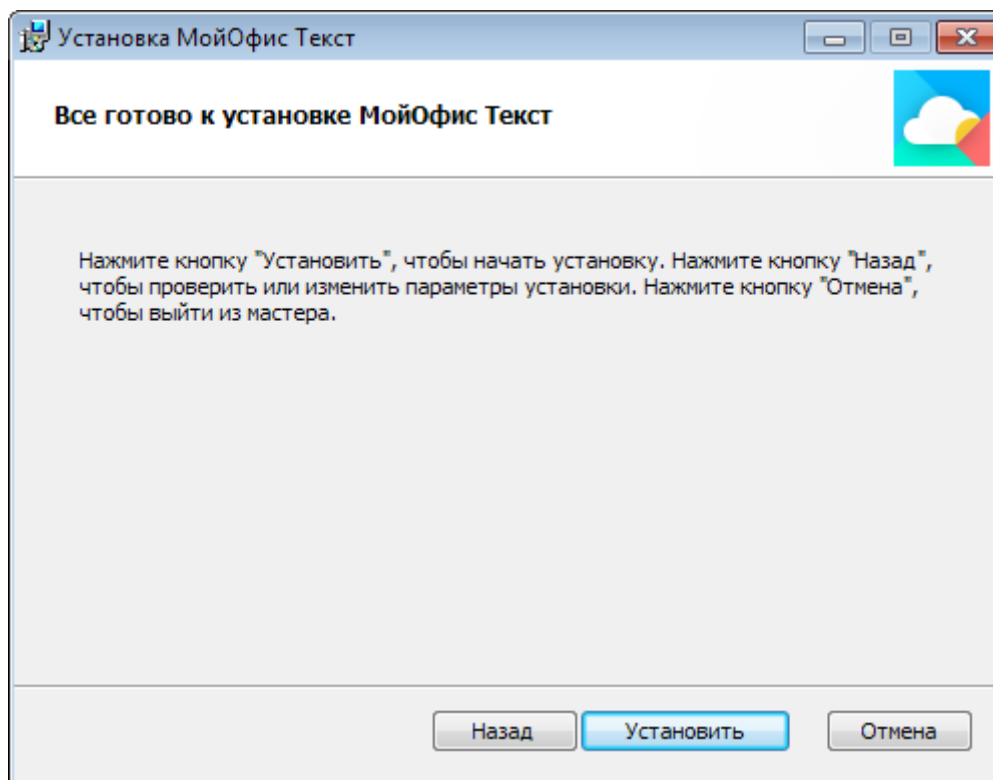 Установка МойОфис Текст
Все готово к установке МойОфис Текст
Нажмите кнопку "Установить", чтобы начать установку. Нажмите кнопку "Назад",
чтобы проверить или изменить параметры установки. Нажмите кнопку "Отмена",
чтобы выйти из мастера.
Назад
Установить
Отмена